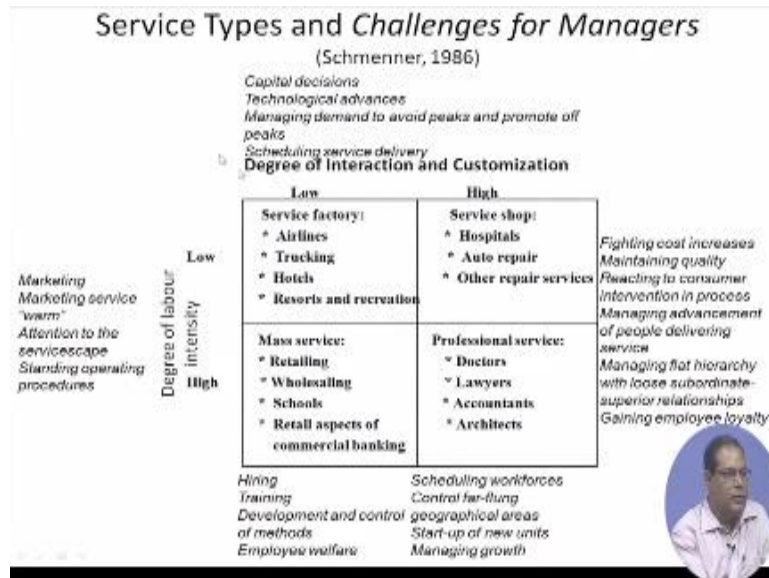 Service Types and Challenges for Managers
(Schmenner, 1986)
Capital decisions
Technological advances
Managing demand to avoid peaks and promote off
peaks
Scheduling service delivery
Degree of Interaction and Customization
Low
High
Degree of labour
intensity
Low
High
Service factory:
* Airlines
* Trucking
* Hotels
* Resorts and recreation
Service shop:
* Hospitals
* Auto repair
* Other repair services
Mass service:
* Retailing
* Wholesaling
* Schools
* Retail aspects of
commercial banking
Professional service:
* Doctors
* Lawyers
* Accountants
* Architects
Marketing
Marketing service
"warm"
Attention to the
servicescape
Standing operating
procedures
Fighting cost increases
Maintaining quality
Reacting to consumer
intervention in process
Managing advancement
of people delivering
service
Managing flat hierarchy
with loose subordinate-
superior relationships
Gaining employee loyalty
Hiring
Training
Development and control
of methods
Employee welfare
Scheduling workforces
Control far-flung
geographical areas
Start-up of new units
Managing growth